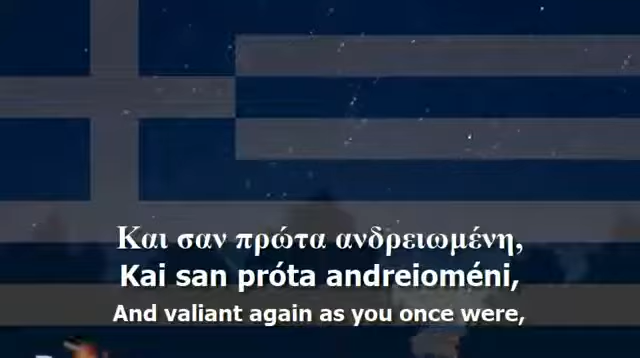 Και σαν πρώτα ανδρειωμένη,
Kai san próta andreioméni,
And valiant again as you once were,